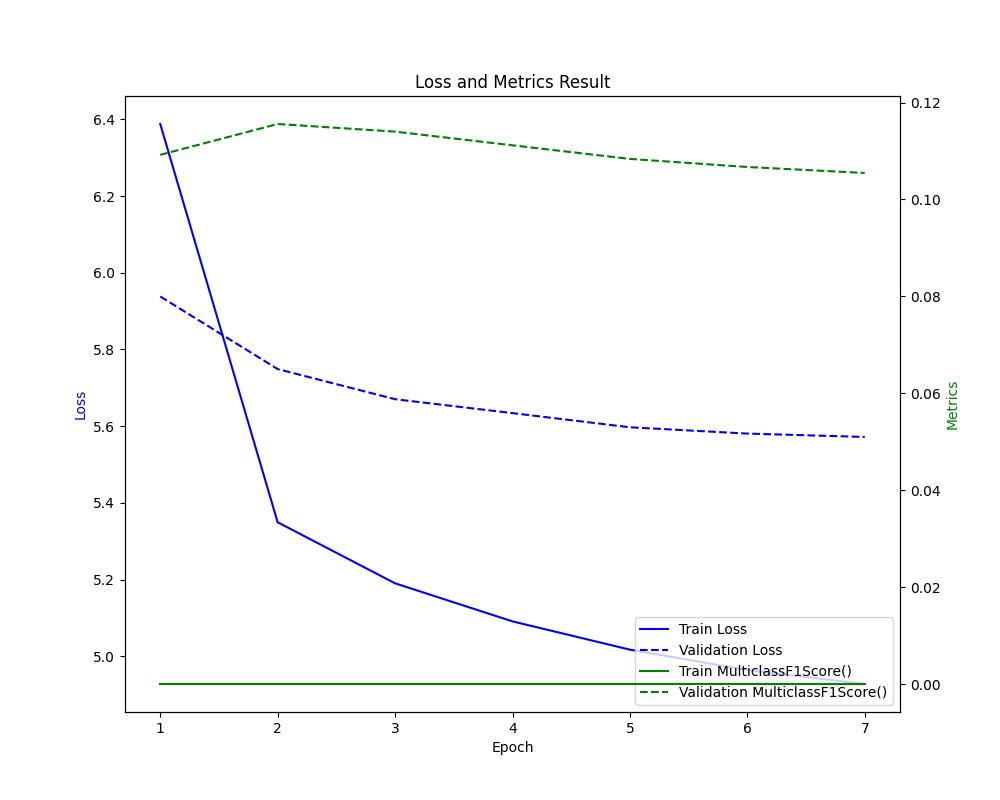 Loss and Metrics Result
6.4
6.2
6.0
5.8
5.6
5.4
5.2
5.0
Loss
0.12
0.10
0.08
0.06
0.04
0.02
0.00
Metrics
Train Loss
Validation Loss
Train MulticlassF1Score()
Validation MulticlassF1Score()
1 2 3 4 5 6 7
Epoch